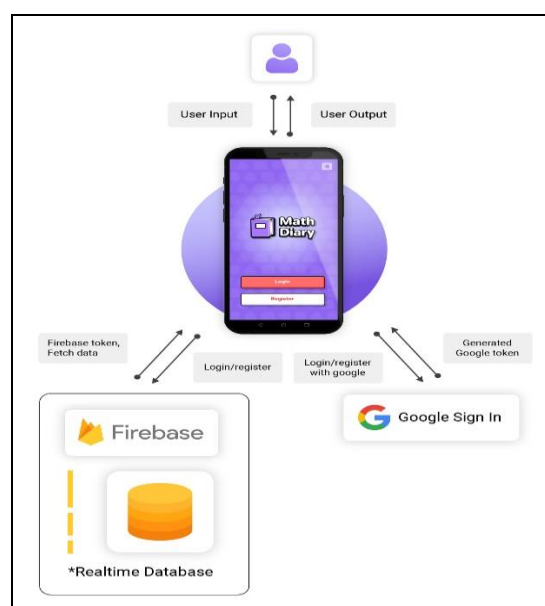 User Input
User Output
Math
Diary
Login
Register
Firebase token,
Fetch data
Login/register
Login/register
with google
Generated
Google token
Firebase
Google Sign In
*Realtime Database